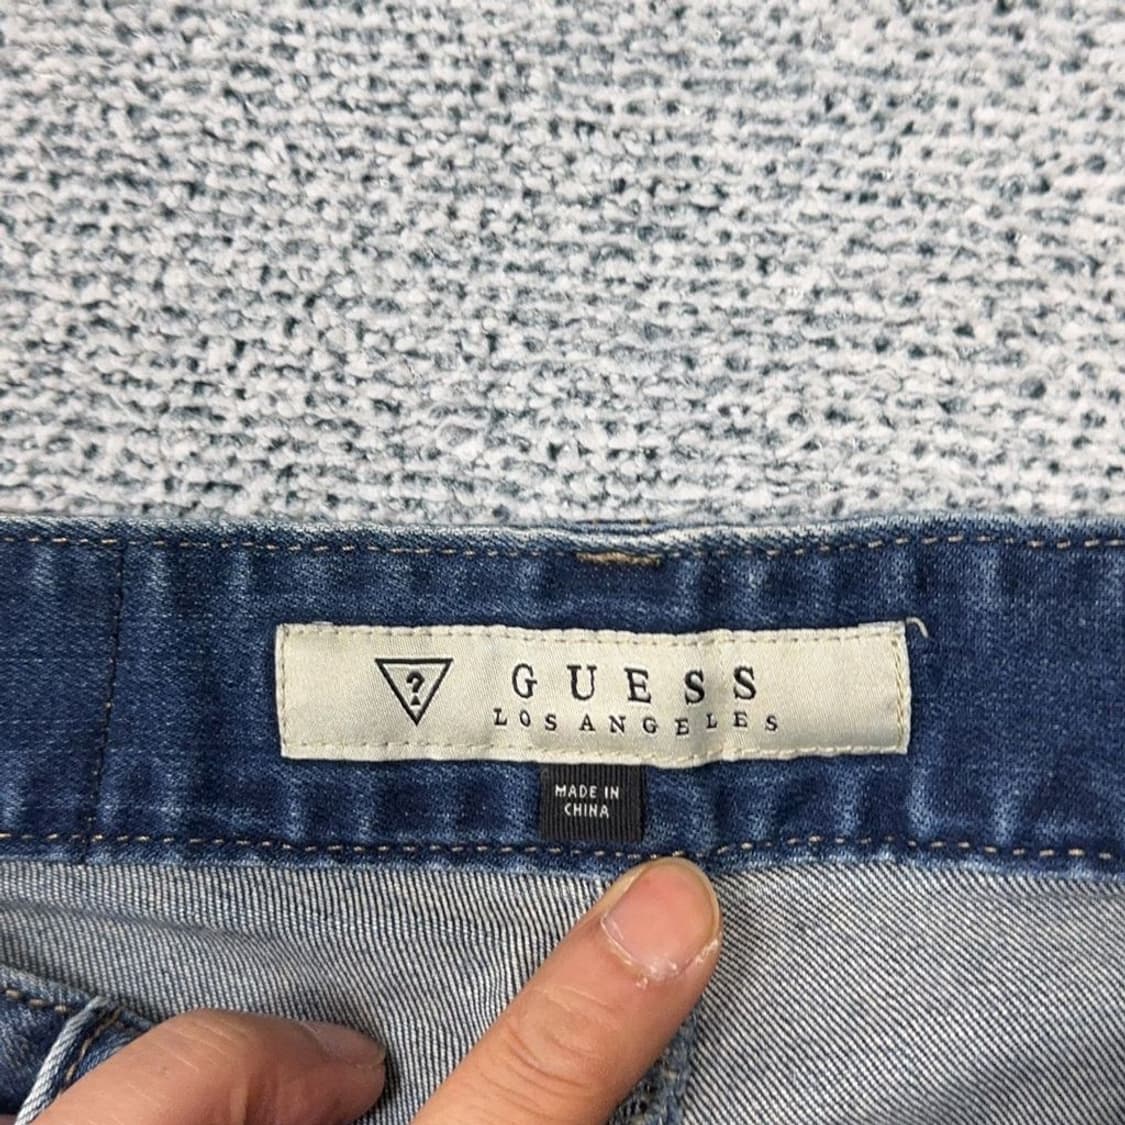 ?
GUESS
LOS ANGELES
MADE IN
CHINA